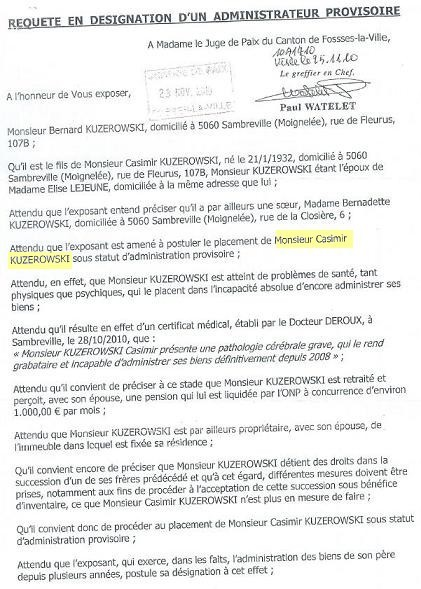 REQUETE EN DESIGNATION D'UN ADMINISTRATEUR PROVISOIRE
A Madame le Juge de Paix du Canton de Fossses-la-Ville,
10A1710
25.11.10
Le greffier en Chef,
23 NOV. 2010
A l'honneur de Vous exposer,
Paul WATELET
Monsieur Bernard KUZEROWSKI, domicilié à 5060 Sambreville (Moignelée), rue de Fleurus,
107B ;
Qu'il est le fils de Monsieur Casimir KUZEROWSKI, né le 21/1/1932, domicilié à 5060
Sambreville (Moignelée), rue de Fleurus, 107B, Monsieur KUZEROWSKI étant l'époux de
Madame Elise LEJEUNE, domiciliée à la même adresse que lui ;
Attendu que l'exposant entend préciser qu'il a par ailleurs une sœur, Madame Bernadette
KUZEROWSKI, domiciliée à 5060 Sambreville (Moignelée), rue de la Closière, 6 ;
Attendu que l'exposant est amené à postuler le placement de Monsieur Casimir
KUZEROWSKI sous statut d'administration provisoire ;
Attendu, en effet, que Monsieur KUZEROWSKI est atteint de problèmes de santé, tant
physiques que psychiques, qui le placent dans l'incapacité absolue d'encore administrer ses
biens ;
Attendu qu'il résulte en effet d'un certificat médical, établi par le Docteur DEROUX, à
Sambreville, le 28/10/2010, que :
« Monsieur KUZEROWSKI Casimir présente une pathologie cérébrale grave, qui le rend
grabataire et incapable d'administrer ses biens définitivement depuis 2008 » ;
Attendu qu'il convient de préciser à ce stade que Monsieur KUZEROWSKI est retraité et
perçoit, avec son épouse, une pension qui lui est liquidée par l'ONP à concurrence d'environ
1.000,00 € par mois ;
Attendu que Monsieur KUZEROWSKI est par ailleurs propriétaire, avec son épouse, de
l'immeuble dans lequel est fixée sa résidence ;
Qu'il convient encore de préciser que Monsieur KUZEROWSKI détient des droits dans la
succession d'un de ses frères prédécédé et qu'à cet égard, différentes mesures doivent être
prises, notamment aux fins de procéder à l'acceptation de cette succession sous bénéfice
d'inventaire, ce que Monsieur Casimir KUZEROWSKI n'est plus en mesure de faire ;
Qu'il convient donc de procéder au placement de Monsieur Casimir KUZEROWSKI sous statut
d'administration provisoire ;
Attendu que l'exposant, qui exerce, dans les faits, l'administration des biens de son père
depuis plusieurs années, postule sa désignation à cet effet ;